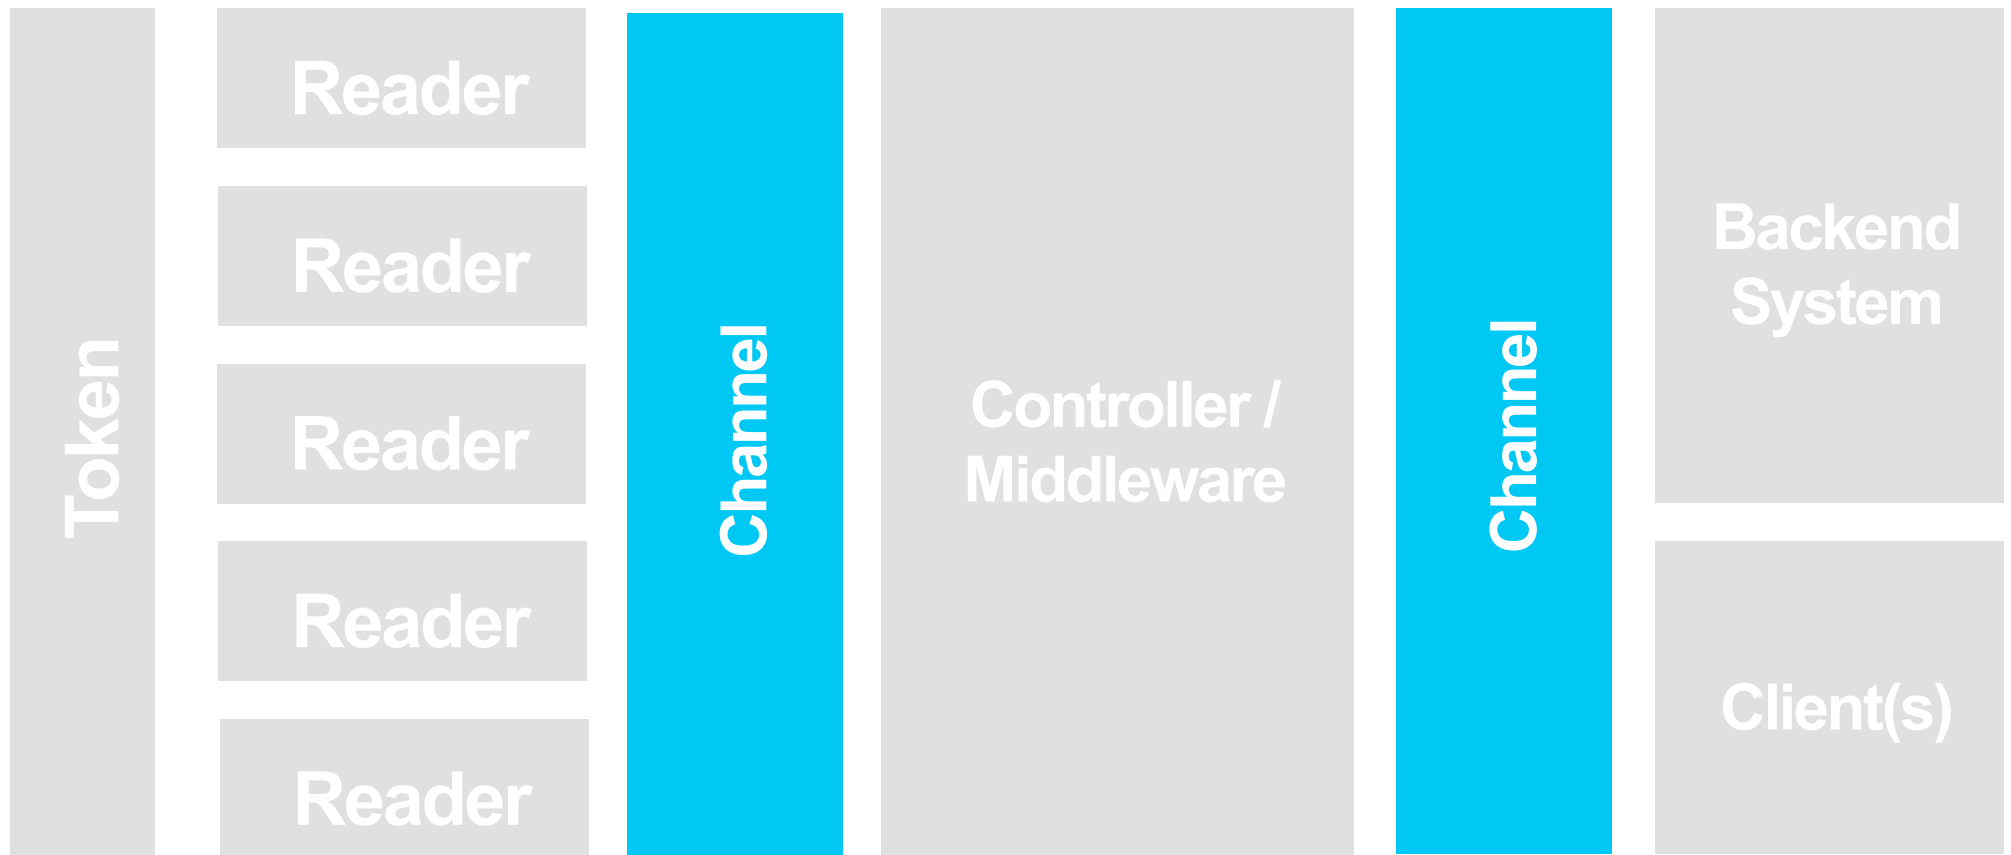 Token
Reader
Reader
Reader
Reader
Reader
Channel
Controller /
Middleware
Channel
Backend
System
Client(s)